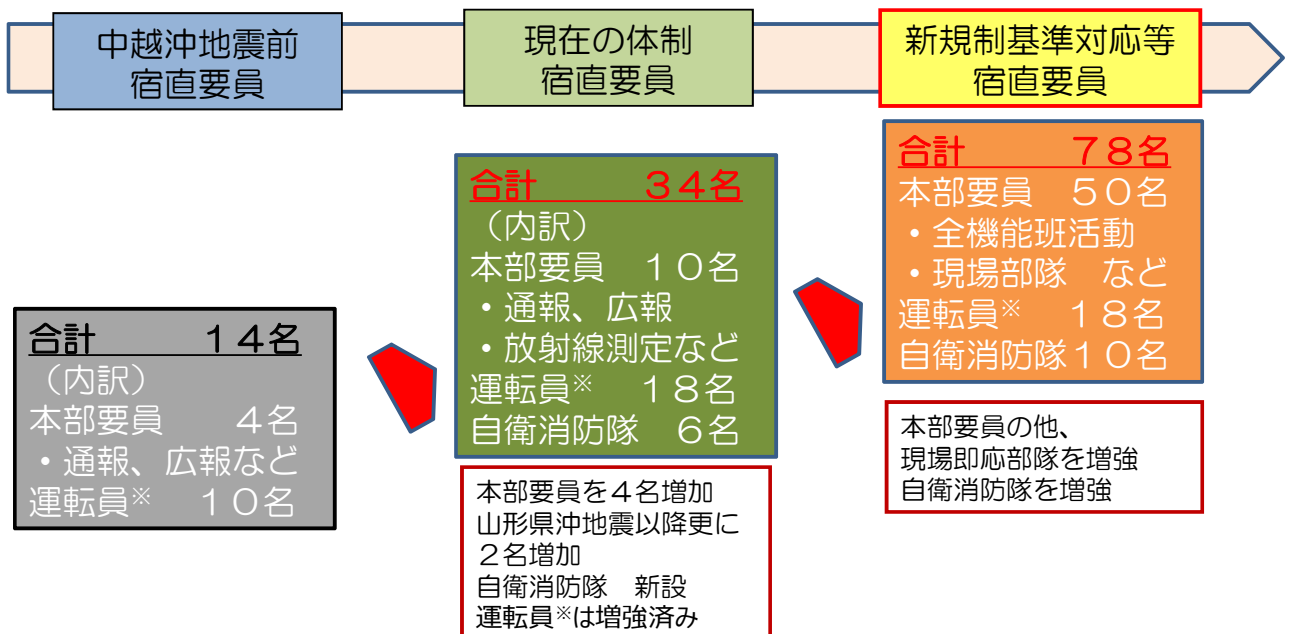 中越沖地震前
宿直要員
現在の体制
宿直要員
新規制基準対応等
宿直要員
合計　　　１４名
（内訳）
本部要員　　４名
・通報、広報など
運転員※　１０名
合計　　　３４名
（内訳）
本部要員　１０名
・通報、広報
・放射線測定など
運転員※　１８名
自衛消防隊　６名
本部要員を４名増加
山形県沖地震以降更に
２名増加
自衛消防隊　新設
運転員※は増強済み
合計　　　７８名
本部要員　５０名
・全機能班活動
・現場部隊　など
運転員※　１８名
自衛消防隊１０名
本部要員の他、
現場即応部隊を増強
自衛消防隊を増強